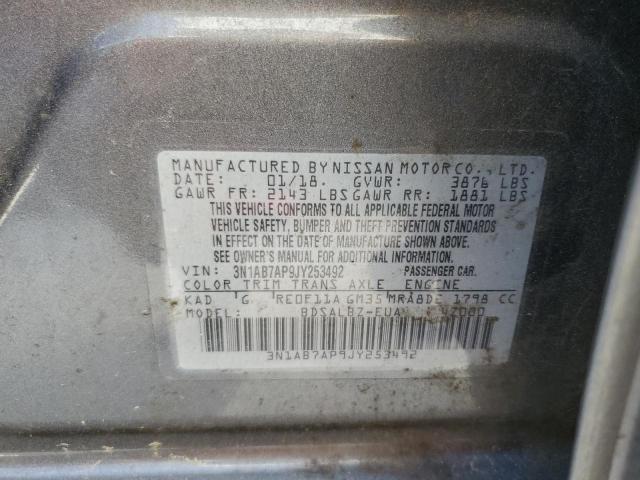 MANUFACTURED BY NISSAN MOTOR CO., LTD.
DATE: 01/18. GVWR: 3876 LBS
GAWR FR: 2143 LBS GAWR RR: 1881 LBS
THIS VEHICLE CONFORMS TO ALL APPLICABLE FEDERAL MOTOR
VEHICLE SAFETY, BUMPER AND THEFT PREVENTION STANDARDS
IN EFFECT ON THE DATE OF MANUFACTURE SHOWN ABOVE.
SEE OWNER'S MANUAL FOR ADDITIONAL INFORMATION.
VIN: 3N1AB7AP9JY253492 PASSENGER CAR.
COLOR TRIM TRANS AXLE ENGINE
KAD G RE0F11A GM35 MRA8DE 1798 CC
MODEL: BDSALBZ-EUA
3N1AB7AP9JY253492